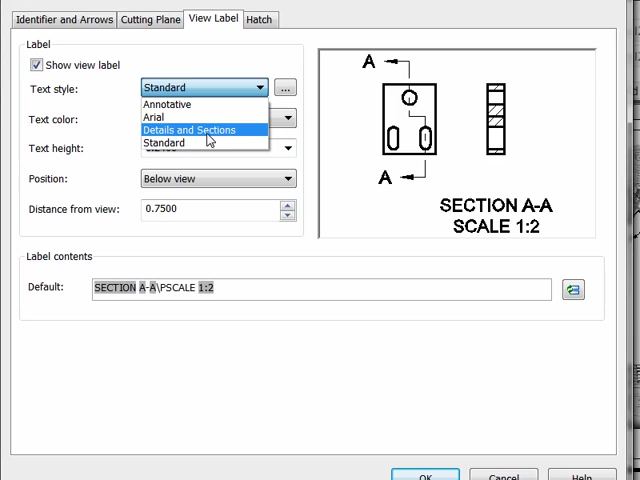 Identifier and Arrows
Cutting Plane
View Label
Hatch
Label
Show view label
Text style:
Standard
...
Annotative
Arial
Details and Sections
Standard
Text color:
Text height:
Position:
Below view
Distance from view:
0.7500
A
A
SECTION A-A
SCALE 1:2
Label contents
Default:
SECTION A-A\PSCALE 1:2
OK
Cancel
Help